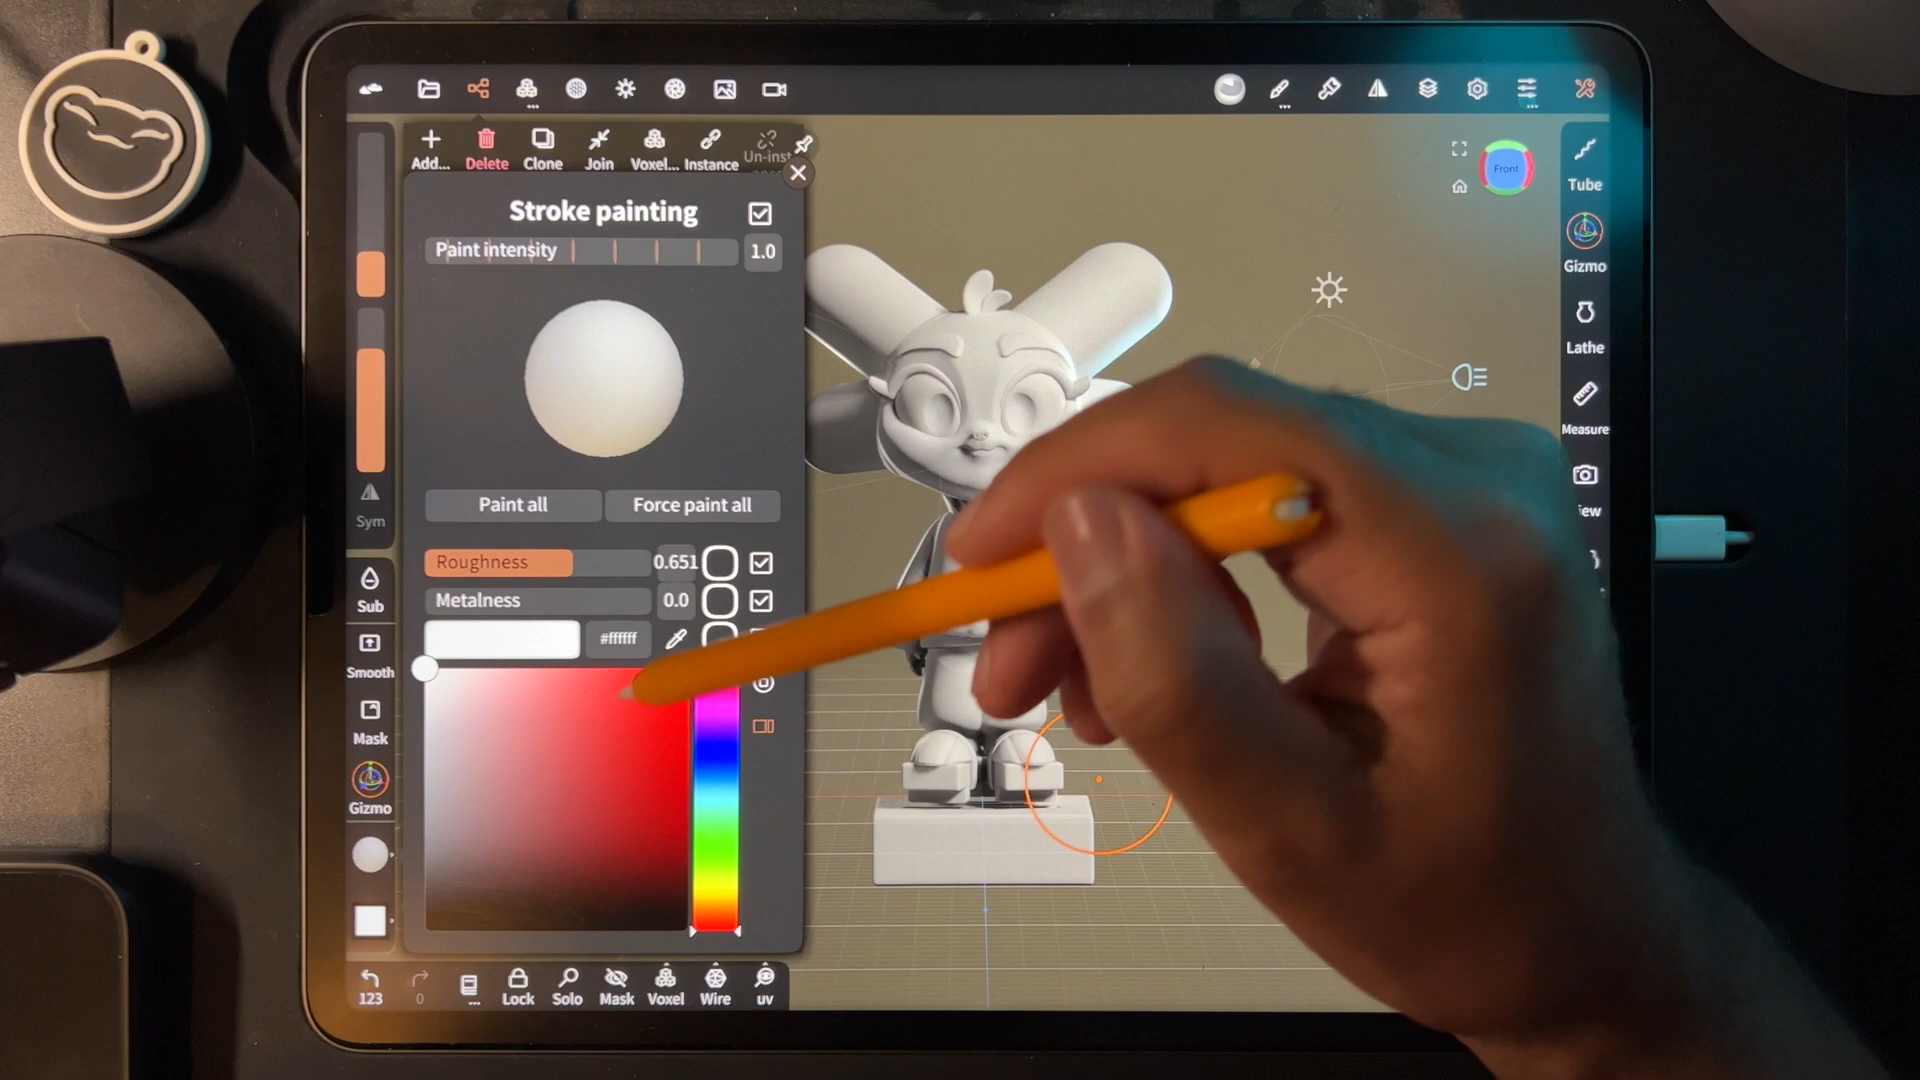 Add... Delete Clone Join Voxel... Instance Un-inst
Stroke painting
Paint intensity 1.0
Paint all Force paint all
Roughness 0.651
Metalness 0.0
#ffffff
Sym
Sub
Smooth
Mask
Gizmo
123 0 Lock Solo Mask Voxel Wire uv
Front
Tube
Gizmo
Lathe
Measure
iew